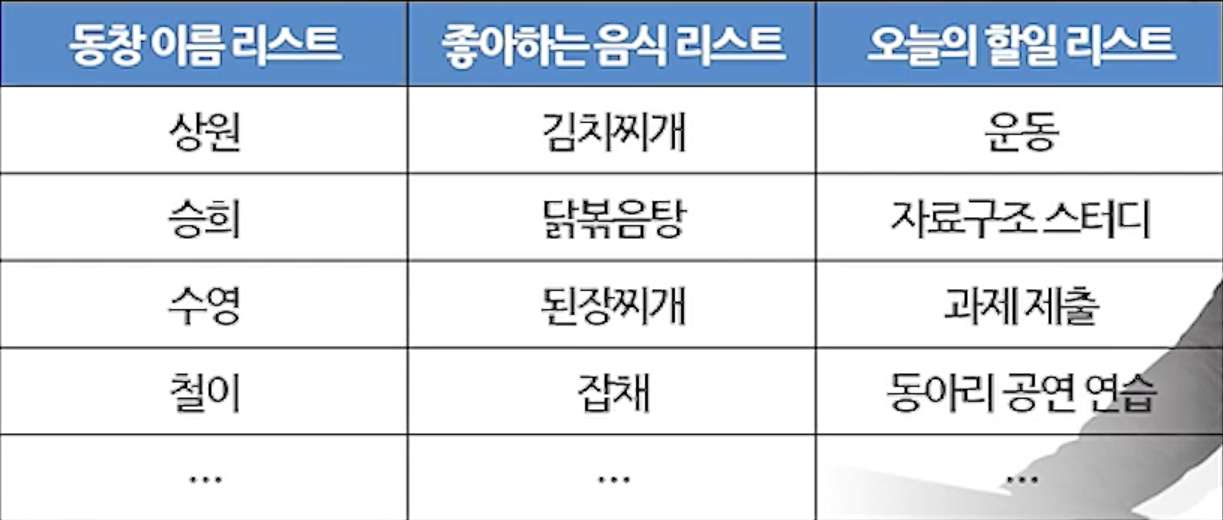 동창 이름 리스트 좋아하는 음식 리스트 오늘의 할일 리스트
상원 김치찌개 운동
승희 닭볶음탕 자료구조 스터디
수영 된장찌개 과제 제출
철이 잡채 동아리 공연 연습
... ... ...